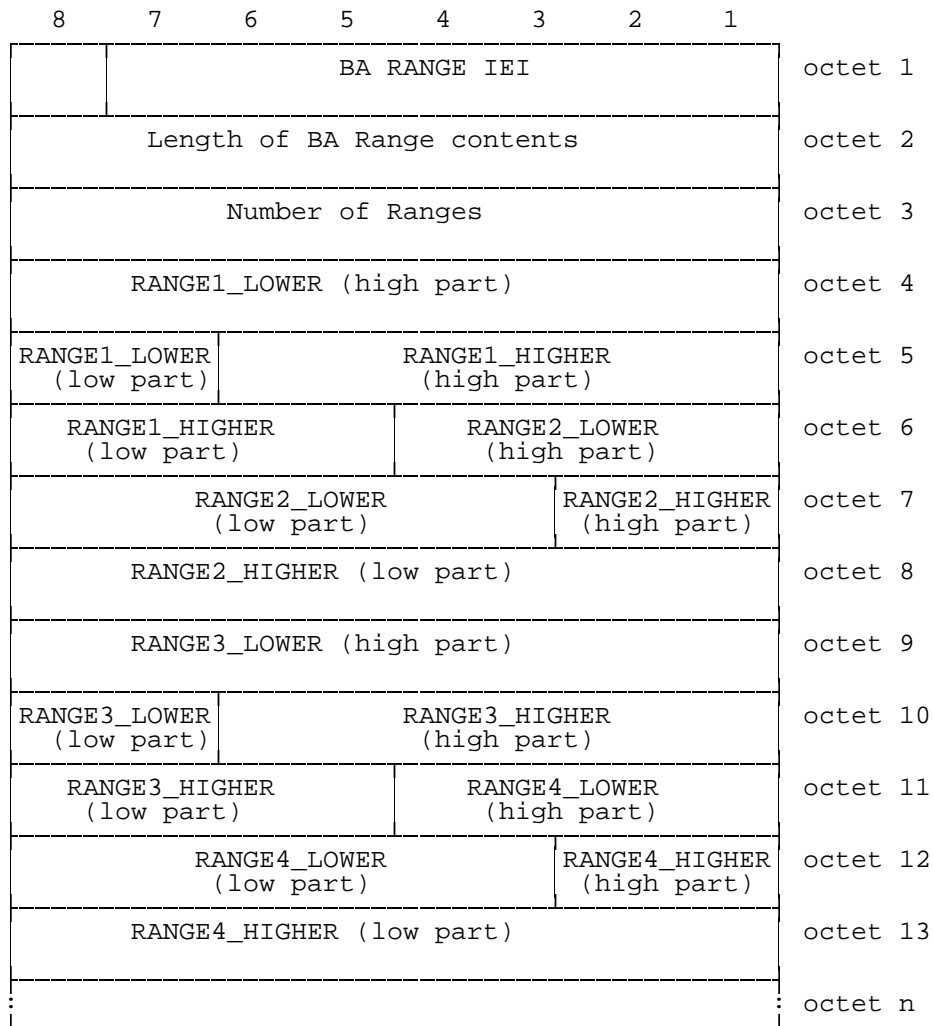 8 7 6 5 4 3 2 1
BA RANGE IEI octet 1
Length of BA Range contents octet 2
Number of Ranges octet 3
RANGE1_LOWER (high part) octet 4
RANGE1_LOWER RANGE1_HIGHER octet 5
(low part) (high part)
RANGE1_HIGHER RANGE2_LOWER octet 6
(low part) (high part)
RANGE2_LOWER RANGE2_HIGHER octet 7
(low part) (high part)
RANGE2_HIGHER (low part) octet 8
RANGE3_LOWER (high part) octet 9
RANGE3_LOWER RANGE3_HIGHER octet 10
(low part) (high part)
RANGE3_HIGHER RANGE4_LOWER octet 11
(low part) (high part)
RANGE4_LOWER RANGE4_HIGHER octet 12
(low part) (high part)
RANGE4_HIGHER (low part) octet 13
: : octet n